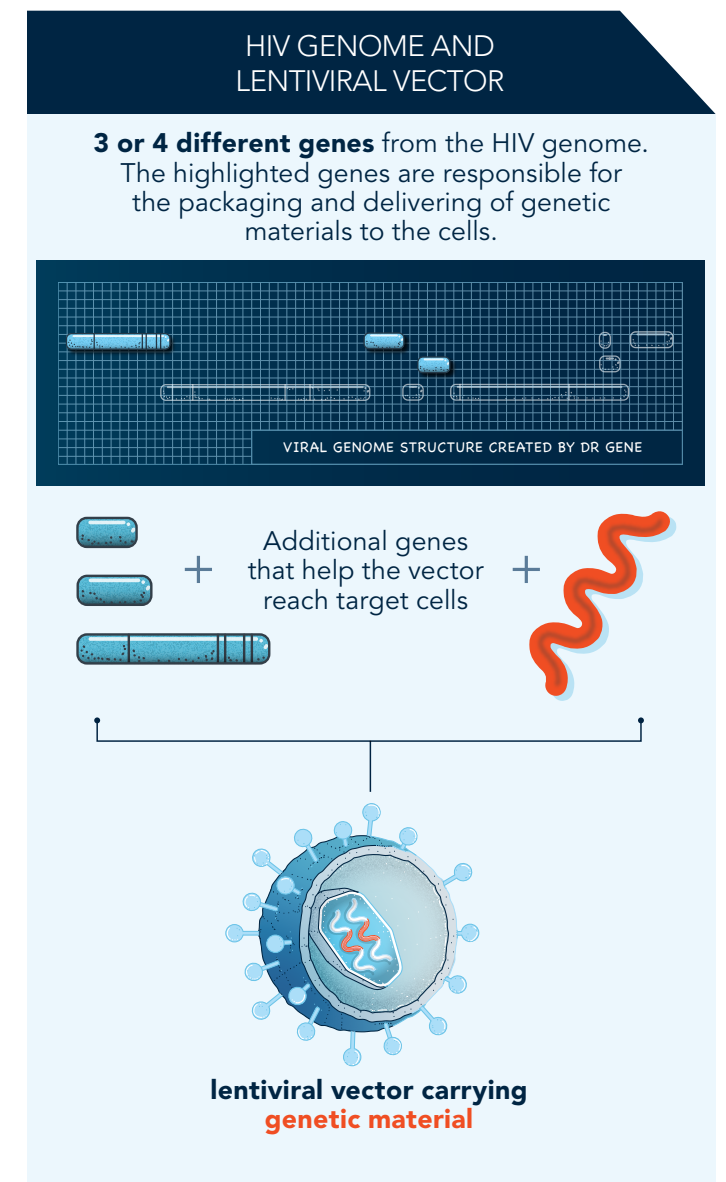 HIV GENOME AND
LENTIVIRAL VECTOR
3 or 4 different genes from the HIV genome.
The highlighted genes are responsible for
the packaging and delivering of genetic
materials to the cells.
VIRAL GENOME STRUCTURE CREATED BY DR GENE
+
Additional genes
that help the vector
reach target cells
+
lentiviral vector carrying
genetic material